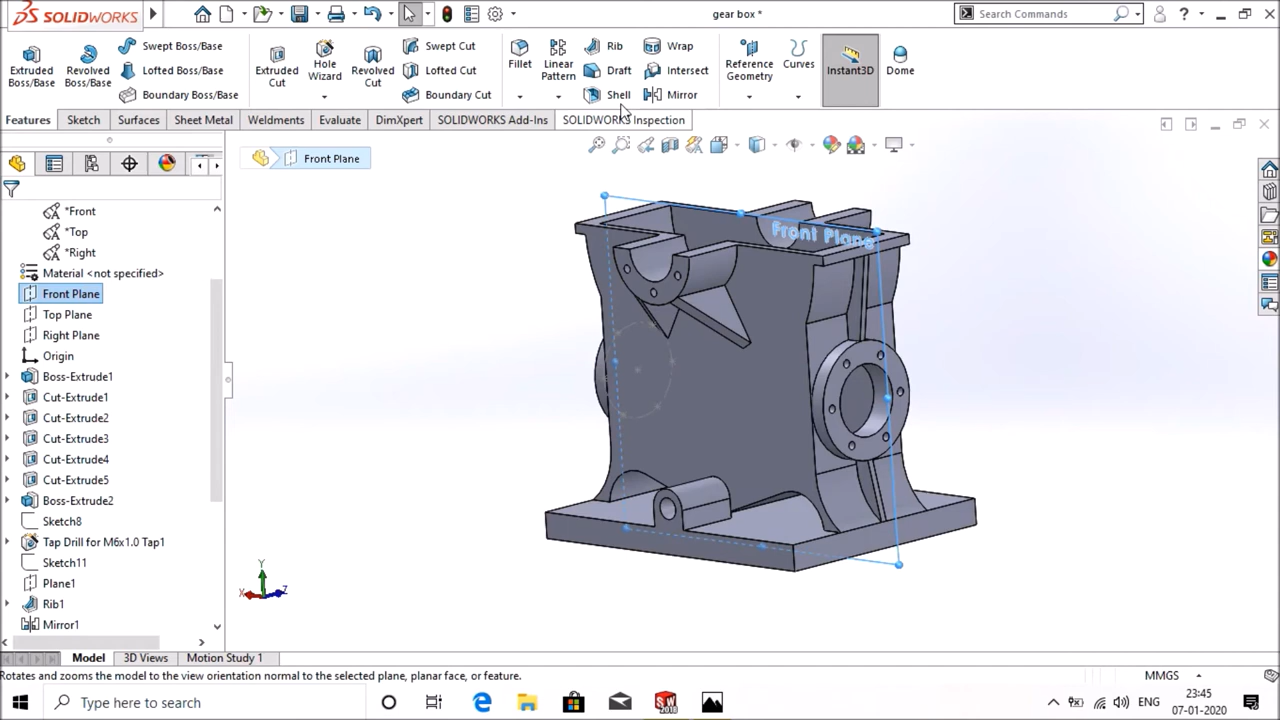 SOLIDWORKS
gear box *
Search Commands
?
Extruded Boss/Base
Revolved Boss/Base
Swept Boss/Base
Lofted Boss/Base
Boundary Boss/Base
Extruded Cut
Hole Wizard
Revolved Cut
Swept Cut
Lofted Cut
Boundary Cut
Fillet
Linear Pattern
Rib
Draft
Shell
Wrap
Intersect
Mirror
Reference Geometry
Curves
Instant3D
Dome
Features
Sketch
Surfaces
Sheet Metal
Weldments
Evaluate
DimXpert
SOLIDWORKS Add-Ins
SOLIDWORKS Inspection
Front Plane
*Front
*Top
*Right
Material <not specified>
Front Plane
Top Plane
Right Plane
Origin
Boss-Extrude1
Cut-Extrude1
Cut-Extrude2
Cut-Extrude3
Cut-Extrude4
Cut-Extrude5
Boss-Extrude2
Sketch8
Tap Drill for M6x1.0 Tap1
Sketch11
Plane1
Rib1
Mirror1
Front Plane
Y
X
Z
Model
3D Views
Motion Study 1
Rotates and zooms the model to the view orientation normal to the selected plane, planar face, or feature.
MMGS
Type here to search
SW
2018
ENG
23:45
07-01-2020